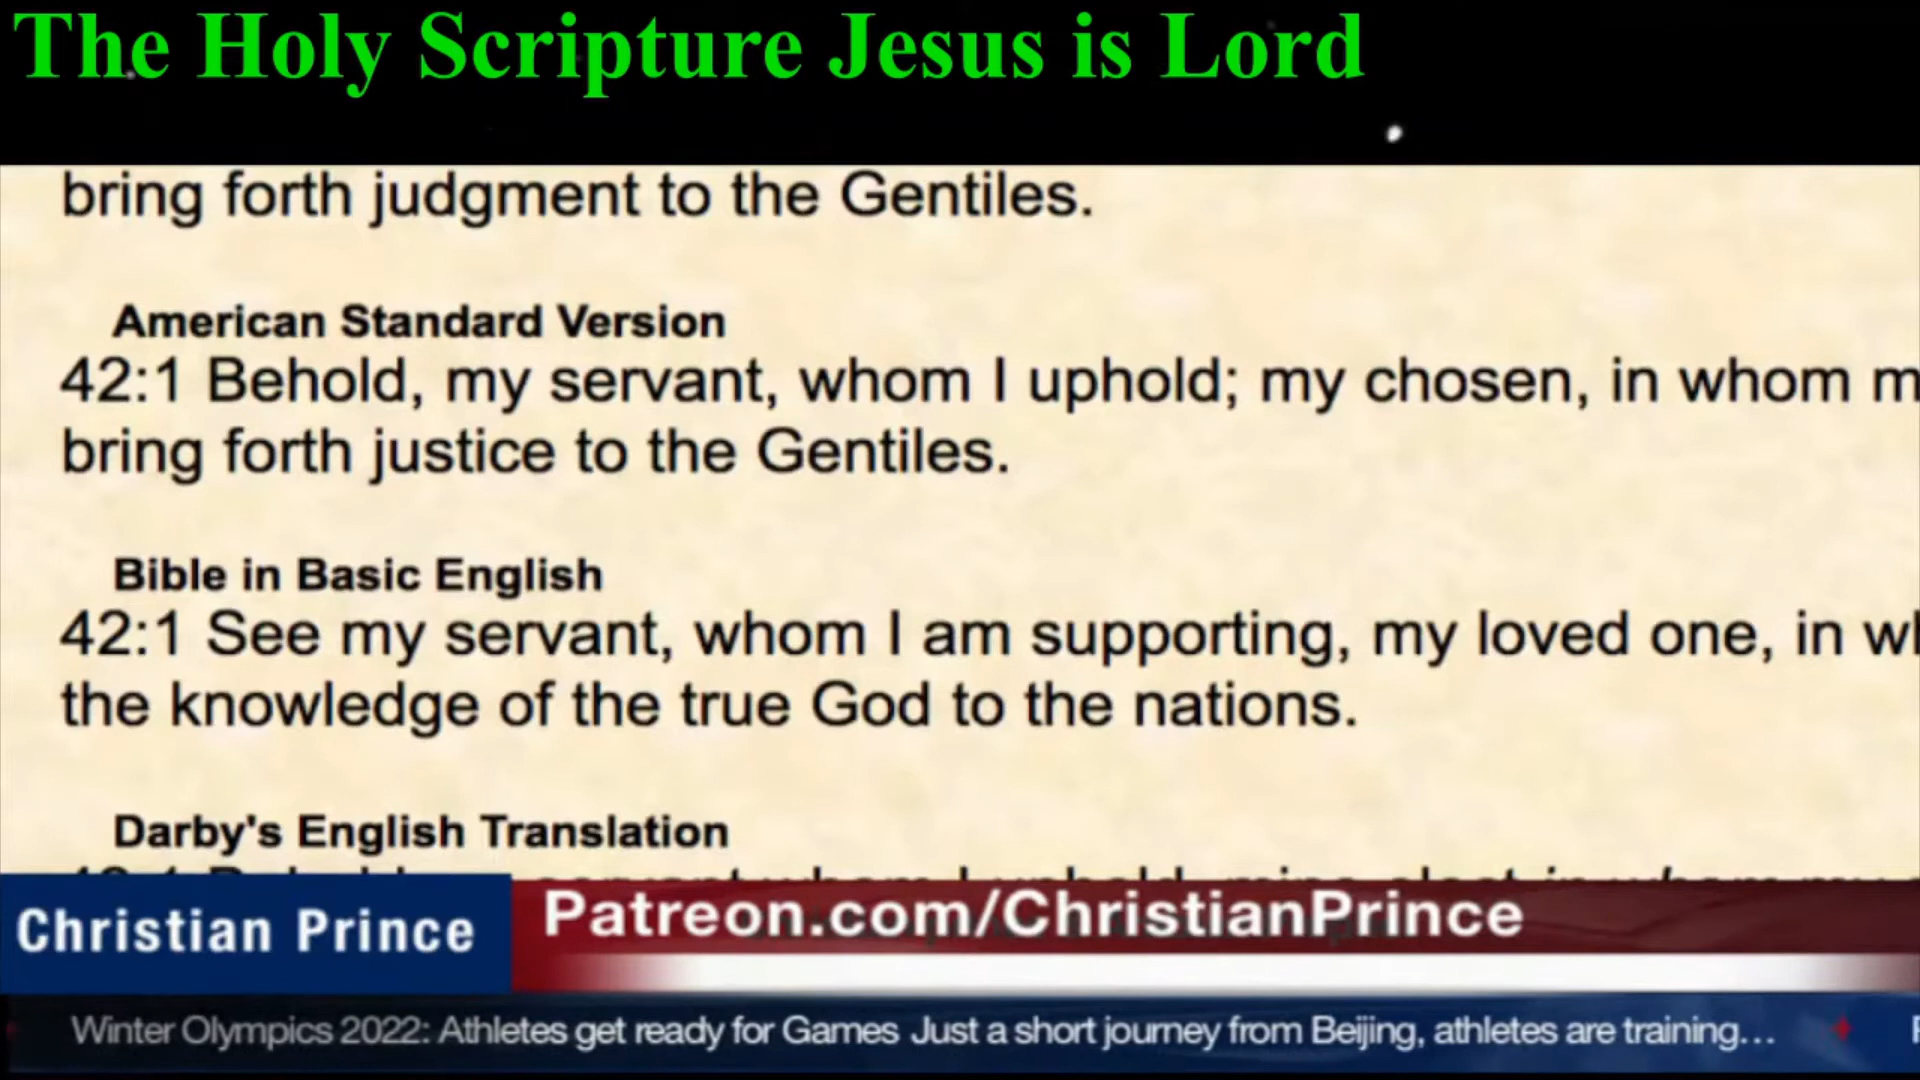 The Holy Scripture Jesus is Lord
bring forth judgment to the Gentiles.
American Standard Version
42:1 Behold, my servant, whom I uphold; my chosen, in whom m
bring forth justice to the Gentiles.
Bible in Basic English
42:1 See my servant, whom I am supporting, my loved one, in wh
the knowledge of the true God to the nations.
Darby's English Translation
Christian Prince
Patreon.com/ChristianPrince
Winter Olympics 2022: Athletes get ready for Games Just a short journey from Beijing, athletes are training...